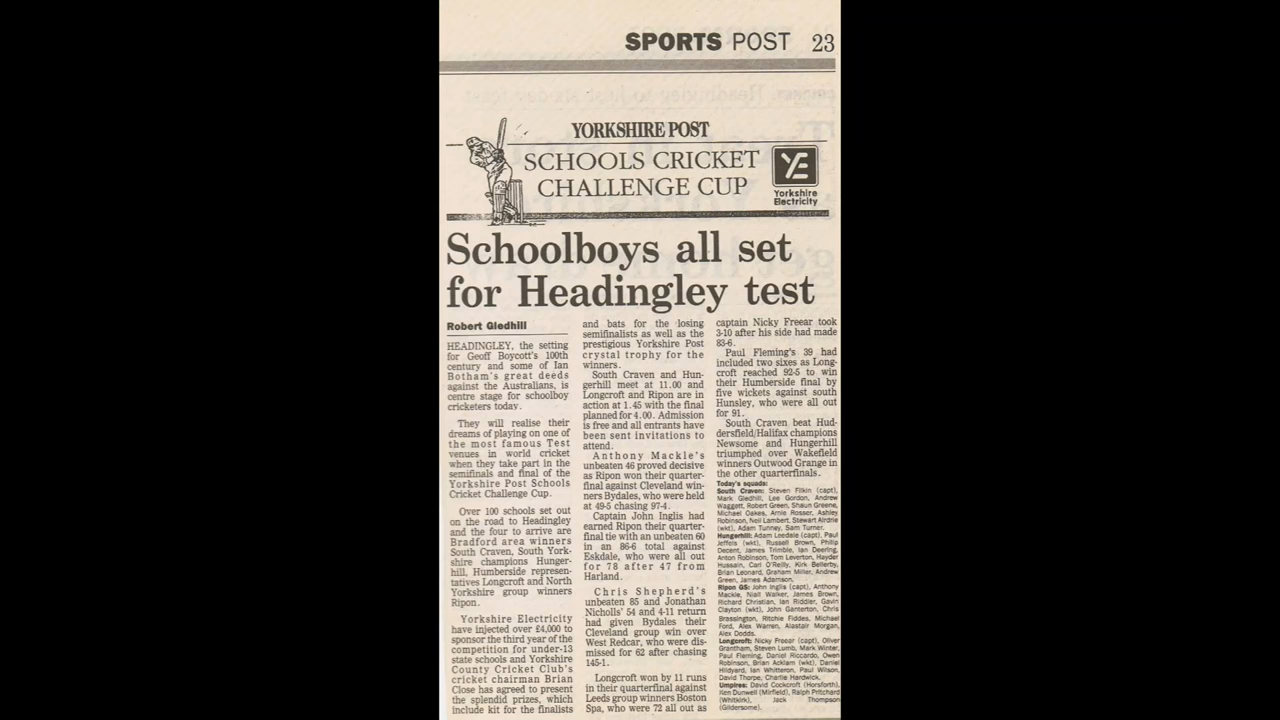 SPORTS POST 23
YORKSHIRE POST
SCHOOLS CRICKET
CHALLENGE CUP
YE
Yorkshire
Electricity
Schoolboys all set
for Headingley test
Robert Gledhill
HEADINGLEY, the setting
for Geoff Boycott's 100th
century and some of Ian
Botham's great deeds
against the Australians, is
centre stage for schoolboy
cricketers today.
They will realise their
dreams of playing on one of
the most famous Test
venues in world cricket
when they take part in the
semifinals and final of the
Yorkshire Post Schools
Cricket Challenge Cup.
Over 100 schools set out
on the road to Headingley
and the four to arrive are
Bradford area winners
South Craven, South York-
shire champions Hunger-
hill, Humberside represen-
tatives Longcroft and North
Yorkshire group winners
Ripon.
Yorkshire Electricity
have injected over £4,000 to
sponsor the third year of the
competition for under-13
state schools and Yorkshire
County Cricket Club's
cricket chairman Brian
Close has agreed to present
the splendid prizes, which
include kit for the finalists
and bats for the losing
semifinalists as well as the
prestigious Yorkshire Post
crystal trophy for the
winners.
South Craven and Hun-
gerhill meet at 11.00 and
Longcroft and Ripon are in
action at 1.45 with the final
planned for 4.00. Admission
is free and all entrants have
been sent invitations to
attend.
Anthony Mackle's
unbeaten 46 proved decisive
as Ripon won their quarter-
final against Cleveland win-
ners Bydales, who were held
at 49-5 chasing 97-4.
Captain John Inglis had
earned Ripon their quarter-
final tie with an unbeaten 60
in an 86-6 total against
Eskdale, who were all out
for 78 after 47 from
Harland.
Chris Shepherd's
unbeaten 85 and Jonathan
Nicholls' 54 and 4-11 return
had given Bydales their
Cleveland group win over
West Redcar, who were dis-
missed for 62 after chasing
145-1.
Longcroft won by 11 runs
in their quarterfinal against
Leeds group winners Boston
Spa, who were 72 all out as
captain Nicky Freear took
3-10 after his side had made
83-6.
Paul Fleming's 39 had
included two sixes as Long-
croft reached 92-5 to win
their Humberside final by
five wickets against south
Hunsley, who were all out
for 91.
South Craven beat Hud-
dersfield/Halifax champions
Newsome and Hungerhill
triumphed over Wakefield
winners Outwood Grange in
the other quarterfinals.
Today's squads:
South Craven: Steven Filkin (capt),
Mark Gledhill, Lee Gordon, Andrew
Waggett, Robert Green, Shaun Greene,
Michael Oakes, Arnie Rosser, Ashley
Robinson, Neil Lambert, Stewart Airdrie
(wkt), Adam Tunney, Sam Turner.
Hungerhill: Adam Leedale (capt), Paul
Jeffels (wkt), Russell Brown, Philip
Decent, James Trimble, Ian Deering,
Anton Robinson, Tom Leverton, Hayder
Hussain, Carl O'Reilly, Kirk Bellerby,
Brian Leonard, Graham Miller, Andrew
Green, James Adamson.
Ripon GS: John Inglis (capt), Anthony
Mackle, Niall Walker, James Brown,
Richard Christian, Ian Riddler, Gavin
Clayton (wkt), John Ganterton, Chris
Brassington, Ritchie Fiddes, Michael
Ford, Alex Warren, Alastair Morgan,
Alex Dodds.
Longcroft: Nicky Freear (capt), Oliver
Grantham, Steven Lumb, Mark Winter,
Paul Fleming, Daniel Riccardo, Owen
Robinson, Brian Acklam (wkt), Daniel
Hildyard, Ian Whitteron, Paul Wilson,
David Thorpe, Charlie Hardwick.
Umpires: David Cockcroft (Horsforth),
Ken Dunwell (Mirfield), Ralph Pritchard
(Whitkirk), Jack Thompson
(Gildersome).